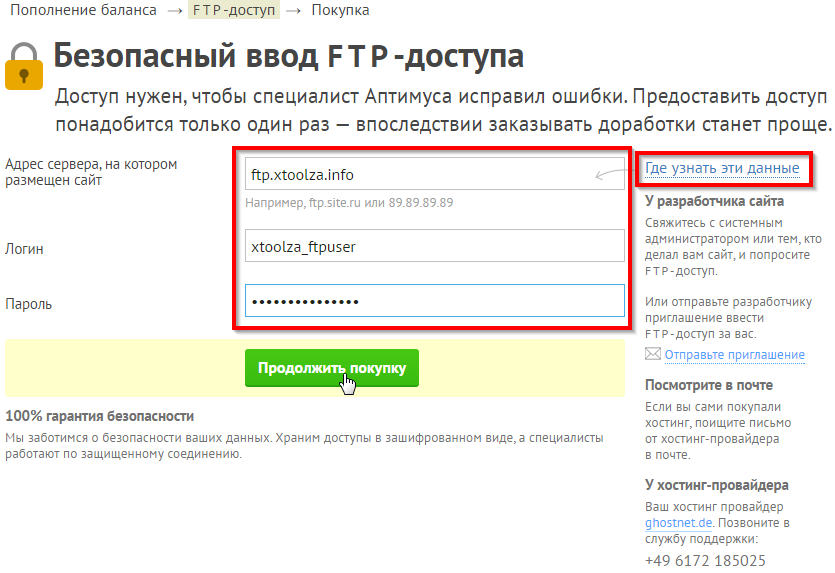 Пополнение баланса → FTP-доступ → Покупка
Безопасный ввод FTP-доступа
Доступ нужен, чтобы специалист Аптимуса исправил ошибки. Предоставить доступ
понадобится только один раз — впоследствии заказывать доработки станет проще.
Адрес сервера, на котором
размещен сайт
ftp.xtoolza.info
Например, ftp.site.ru или 89.89.89.89
Логин
xtoolza_ftpuser
Пароль
•••••••••••••••
Продолжить покупку
100% гарантия безопасности
Мы заботимся о безопасности ваших данных. Храним доступы в зашифрованном виде, а специалисты
работают по защищенному соединению.
Где узнать эти данные
У разработчика сайта
Свяжитесь с системным
администратором или тем, кто
делал вам сайт, и попросите
FTP-доступ.
Или отправьте разработчику
приглашение ввести
FTP-доступ за вас.
Отправьте приглашение
Посмотрите в почте
Если вы сами покупали
хостинг, поищите письмо
от хостинг-провайдера
в почте.
У хостинг-провайдера
Ваш хостинг провайдер
ghostnet.de. Позвоните в
службу поддержки:
+49 6172 185025